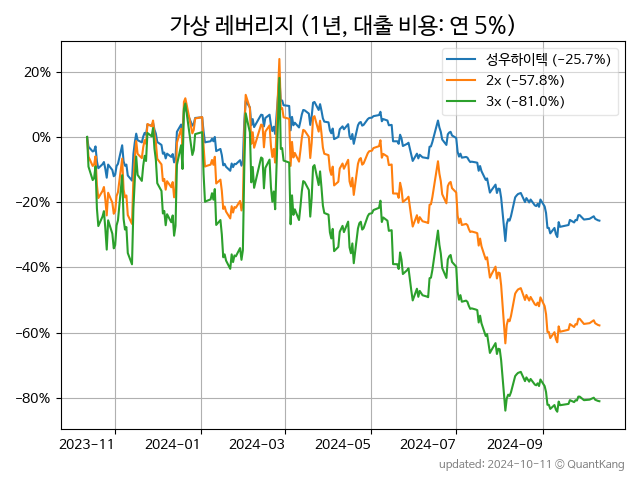 가상 레버리지 (1년, 대출 비용: 연 5%)
성우하이텍 (−25.7%)
2x (−57.8%)
3x (−81.0%)
20%
0%
−20%
−40%
−60%
−80%
2023-11
2024-01
2024-03
2024-05
2024-07
2024-09
updated: 2024-10-11 © QuantKang